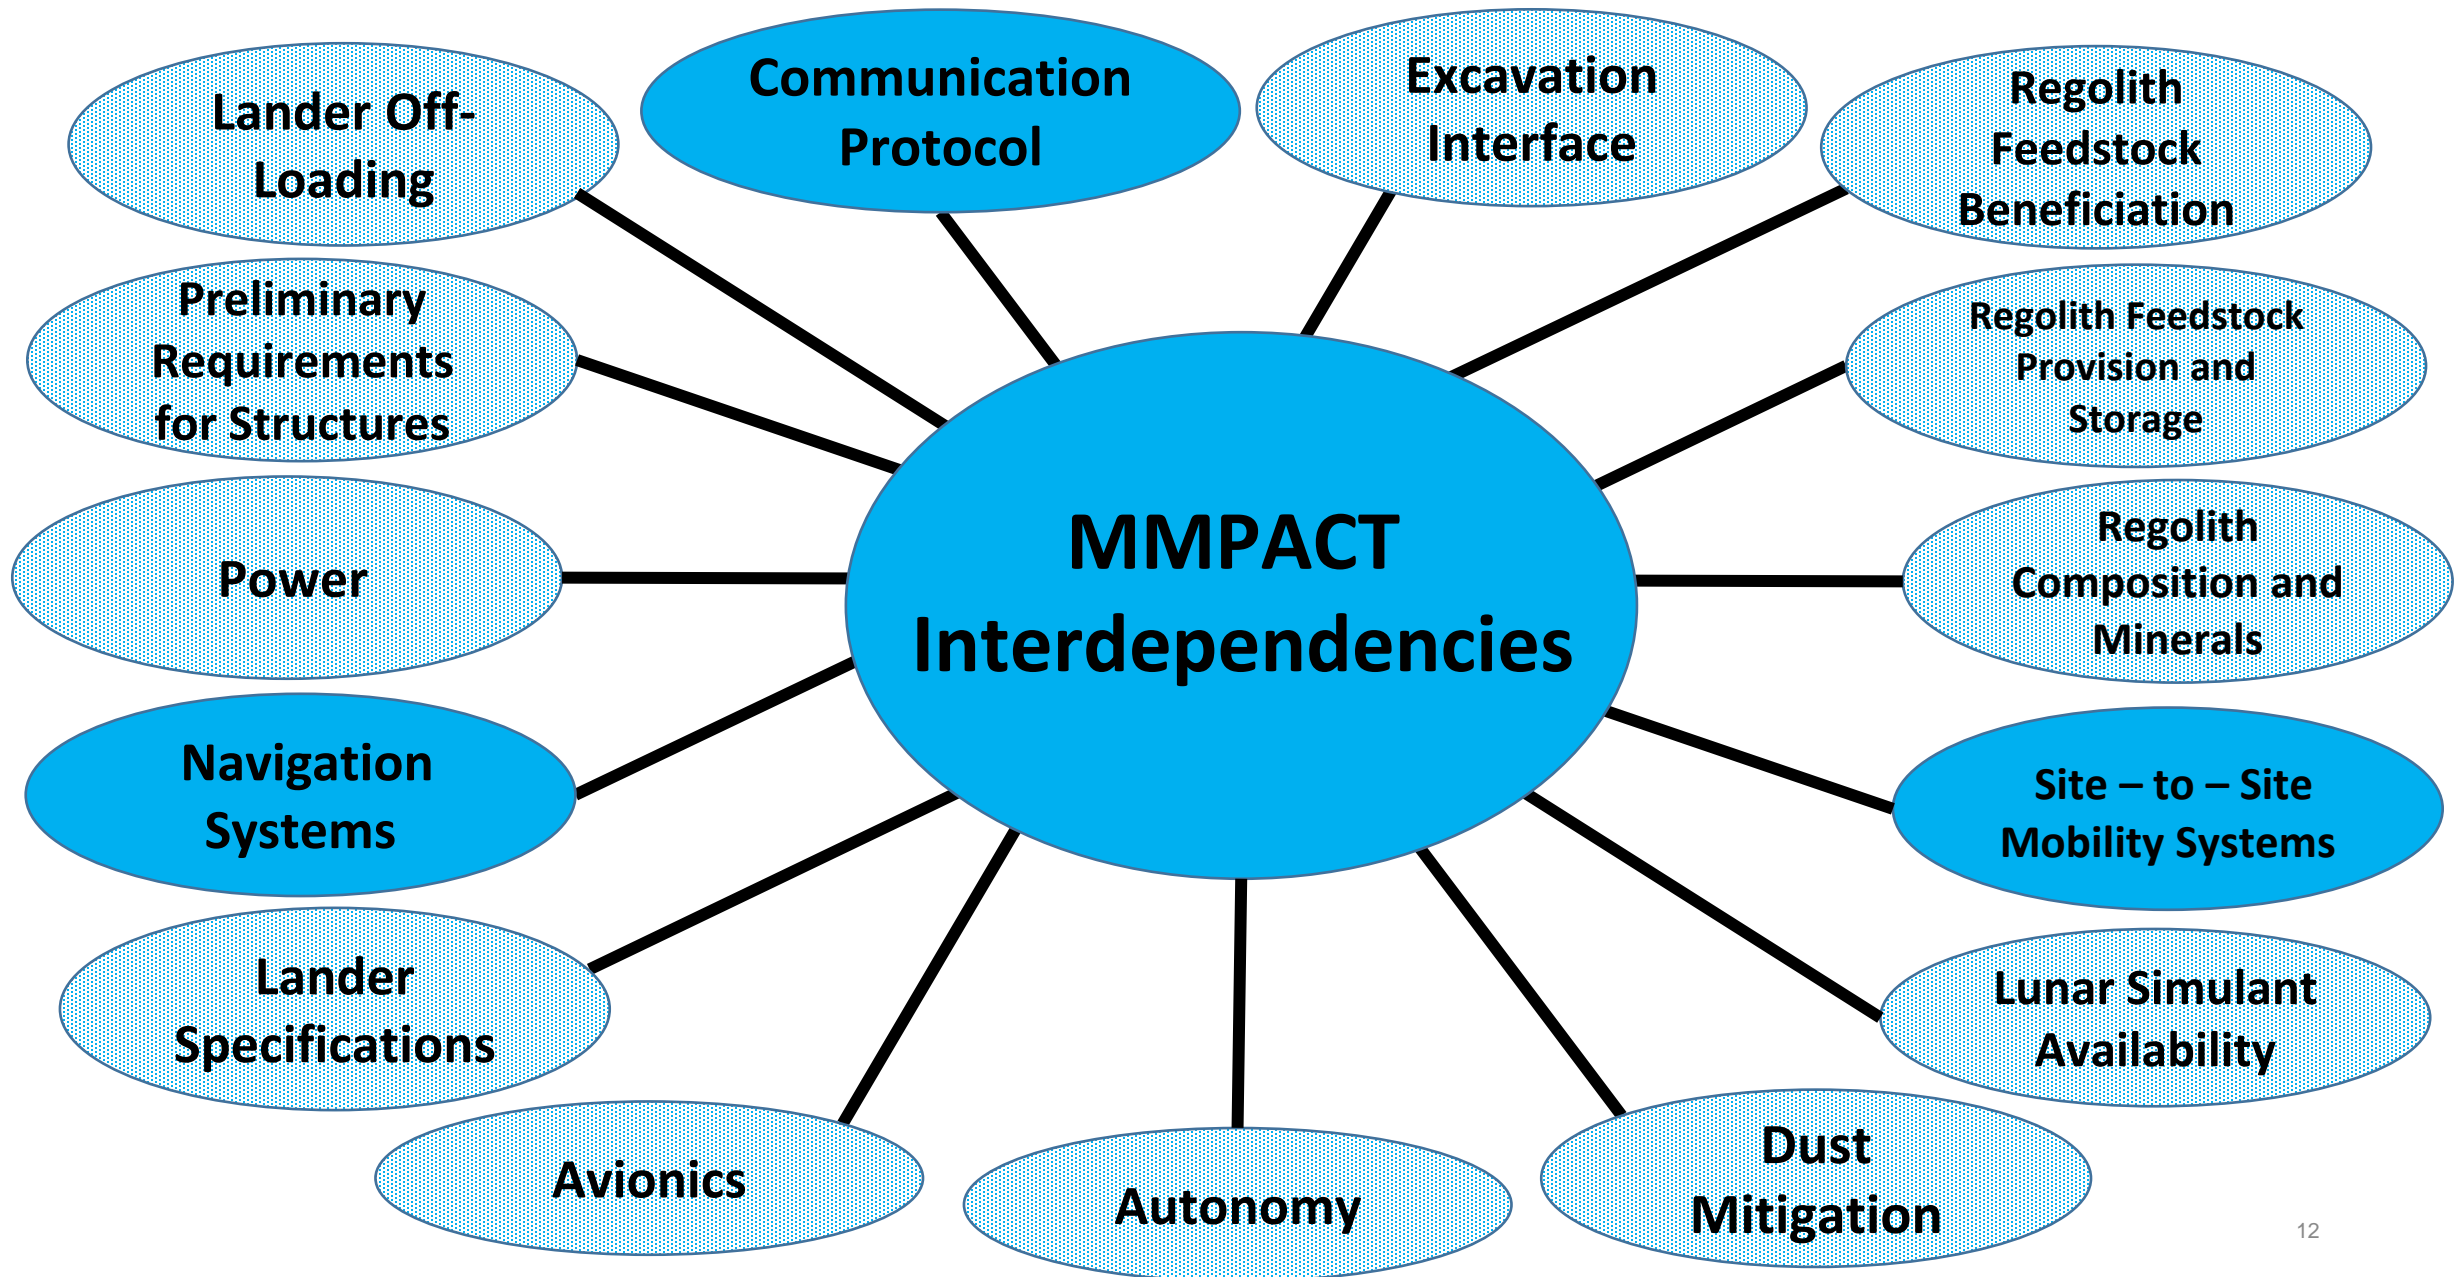 Lander Off-
Loading
Communication
Protocol
Excavation
Interface
Regolith
Feedstock
Beneficiation
Preliminary
Requirements
for Structures
Regolith Feedstock
Provision and
Storage
MMPACT
Interdependencies
Power
Regolith
Composition and
Minerals
Navigation
Systems
Site – to – Site
Mobility Systems
Lander
Specifications
Lunar Simulant
Availability
Avionics
Autonomy
Dust
Mitigation
12